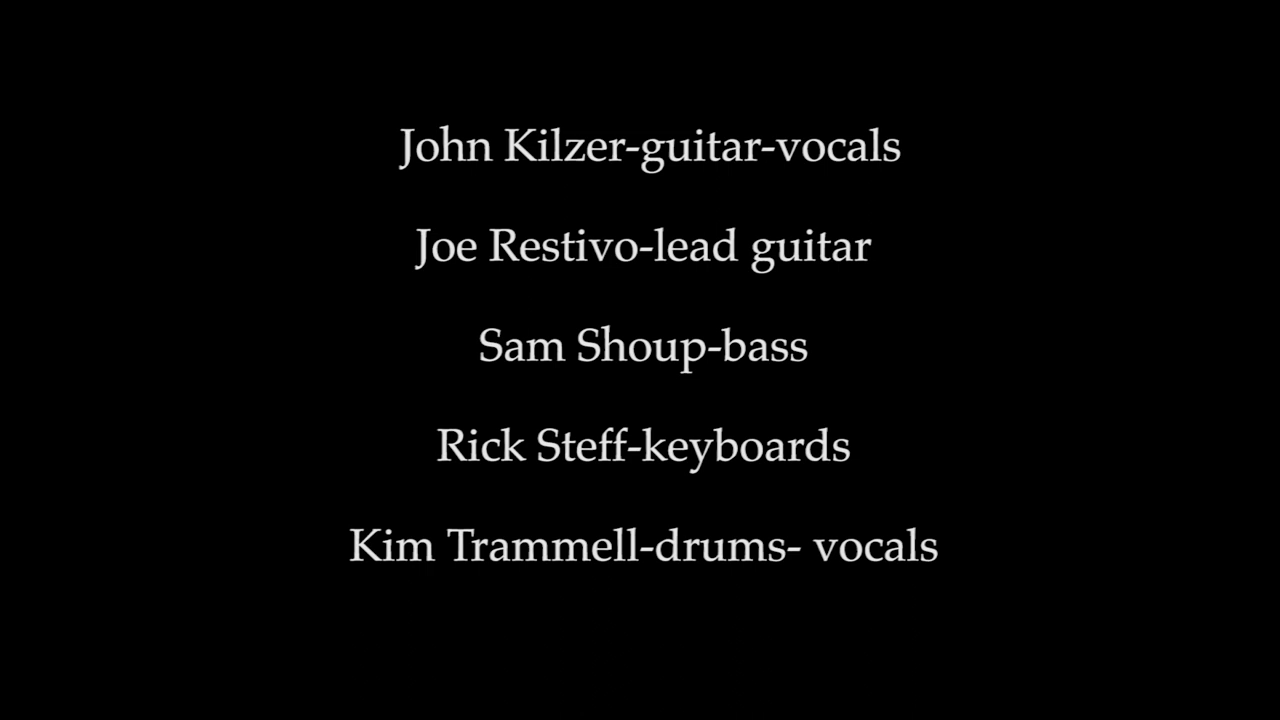 John Kilzer-guitar-vocals
Joe Restivo-lead guitar
Sam Shoup-bass
Rick Steff-keyboards
Kim Trammell-drums- vocals